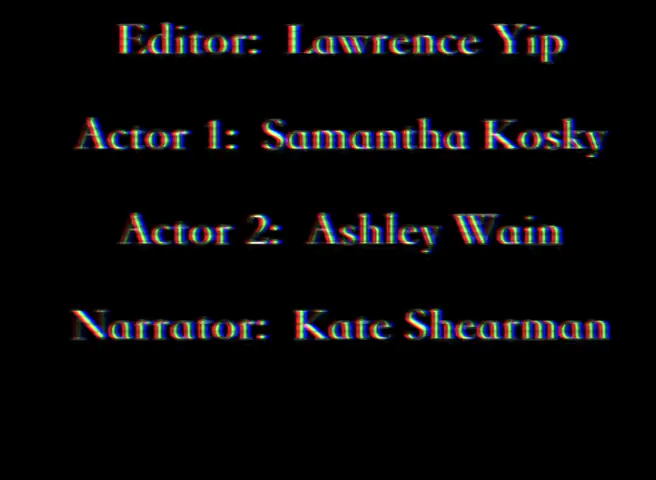 Editor: Lawrence Yip
Actor 1: Samantha Kosky
Actor 2: Ashley Wain
Narrator: Kate Shearman